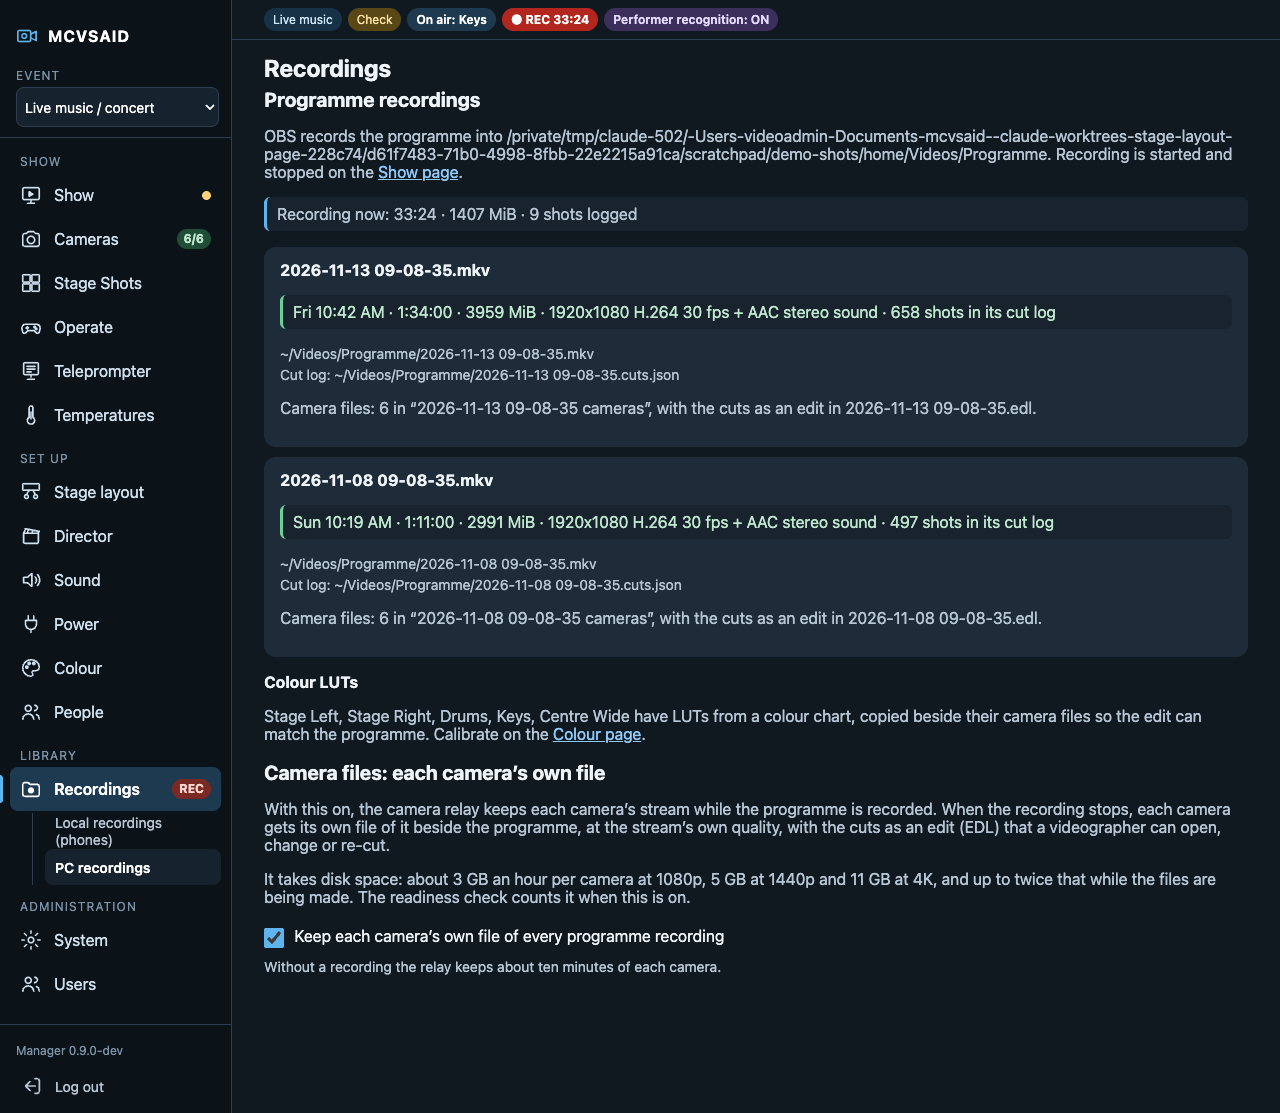 MCVSAID
EVENT
Live music / concert
SHOW
Show
Cameras
6/6
Stage Shots
Operate
Teleprompter
Temperatures
SET UP
Stage layout
Director
Sound
Power
Colour
People
LIBRARY
Recordings
REC
Local recordings
(phones)
PC recordings
ADMINISTRATION
System
Users
Manager 0.9.0-dev
Log out
Live music
Check
On air: Keys
REC 33:24
Performer recognition: ON
Recordings
Programme recordings
OBS records the programme into /private/tmp/claude-502/-Users-videoadmin-Documents-mcvsaid--claude-worktrees-stage-layout-
page-228c74/d61f7483-71b0-4998-8fbb-22e2215a91ca/scratchpad/demo-shots/home/Videos/Programme. Recording is started and
stopped on the Show page.
Recording now: 33:24 · 1407 MiB · 9 shots logged
2026-11-13 09-08-35.mkv
Fri 10:42 AM · 1:34:00 · 3959 MiB · 1920x1080 H.264 30 fps + AAC stereo sound · 658 shots in its cut log
~/Videos/Programme/2026-11-13 09-08-35.mkv
Cut log: ~/Videos/Programme/2026-11-13 09-08-35.cuts.json
Camera files: 6 in “2026-11-13 09-08-35 cameras”, with the cuts as an edit in 2026-11-13 09-08-35.edl.
2026-11-08 09-08-35.mkv
Sun 10:19 AM · 1:11:00 · 2991 MiB · 1920x1080 H.264 30 fps + AAC stereo sound · 497 shots in its cut log
~/Videos/Programme/2026-11-08 09-08-35.mkv
Cut log: ~/Videos/Programme/2026-11-08 09-08-35.cuts.json
Camera files: 6 in “2026-11-08 09-08-35 cameras”, with the cuts as an edit in 2026-11-08 09-08-35.edl.
Colour LUTs
Stage Left, Stage Right, Drums, Keys, Centre Wide have LUTs from a colour chart, copied beside their camera files so the edit can
match the programme. Calibrate on the Colour page.
Camera files: each camera’s own file
With this on, the camera relay keeps each camera’s stream while the programme is recorded. When the recording stops, each camera
gets its own file of it beside the programme, at the stream’s own quality, with the cuts as an edit (EDL) that a videographer can open,
change or re-cut.
It takes disk space: about 3 GB an hour per camera at 1080p, 5 GB at 1440p and 11 GB at 4K, and up to twice that while the files are
being made. The readiness check counts it when this is on.
Keep each camera’s own file of every programme recording
Without a recording the relay keeps about ten minutes of each camera.